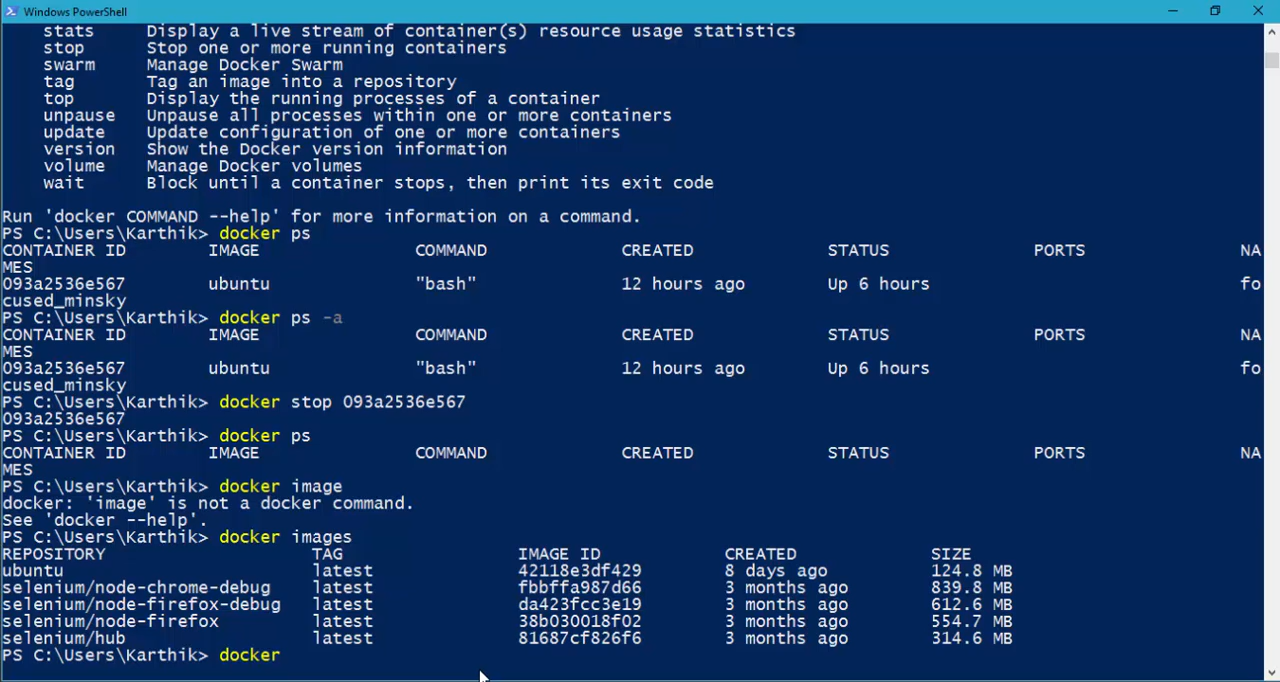 Windows PowerShell
stats Display a live stream of container(s) resource usage statistics
stop Stop one or more running containers
swarm Manage Docker Swarm
tag Tag an image into a repository
top Display the running processes of a container
unpause Unpause all processes within one or more containers
update Update configuration of one or more containers
version Show the Docker version information
volume Manage Docker volumes
wait Block until a container stops, then print its exit code
Run 'docker COMMAND --help' for more information on a command.
PS C:\Users\Karthik> docker ps
CONTAINER ID IMAGE COMMAND CREATED STATUS PORTS NA
MES
093a2536e567 ubuntu "bash" 12 hours ago Up 6 hours fo
cused_minsky
PS C:\Users\Karthik> docker ps -a
CONTAINER ID IMAGE COMMAND CREATED STATUS PORTS NA
MES
093a2536e567 ubuntu "bash" 12 hours ago Up 6 hours fo
cused_minsky
PS C:\Users\Karthik> docker stop 093a2536e567
093a2536e567
PS C:\Users\Karthik> docker ps
CONTAINER ID IMAGE COMMAND CREATED STATUS PORTS NA
MES
PS C:\Users\Karthik> docker image
docker: 'image' is not a docker command.
See 'docker --help'.
PS C:\Users\Karthik> docker images
REPOSITORY TAG IMAGE ID CREATED SIZE
ubuntu latest 42118e3df429 8 days ago 124.8 MB
selenium/node-chrome-debug latest fbbffa987d66 3 months ago 839.8 MB
selenium/node-firefox-debug latest da423fcc3e19 3 months ago 612.6 MB
selenium/node-firefox latest 38b030018f02 3 months ago 554.7 MB
selenium/hub latest 81687cf826f6 3 months ago 314.6 MB
PS C:\Users\Karthik> docker